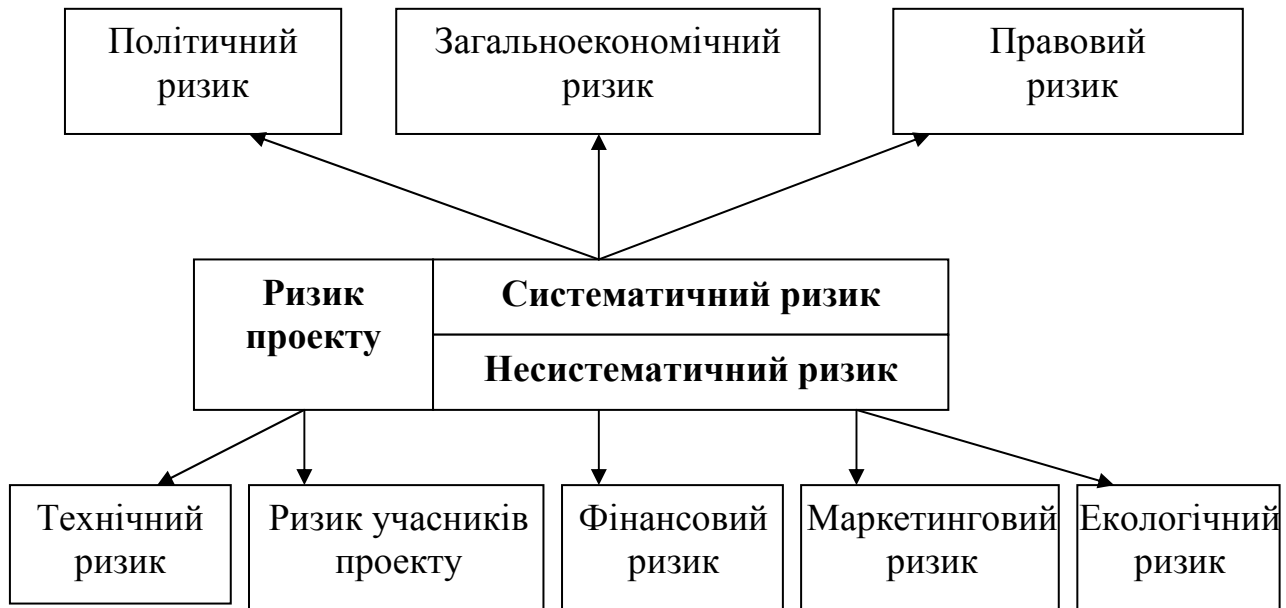 Політичний
ризик
Загальноекономічний
ризик
Правовий
ризик
Ризик
проекту
Систематичний ризик
Несистематичний ризик
Технічний
ризик
Ризик учасників
проекту
Фінансовий
ризик
Маркетинговий
ризик
Екологічний
ризик